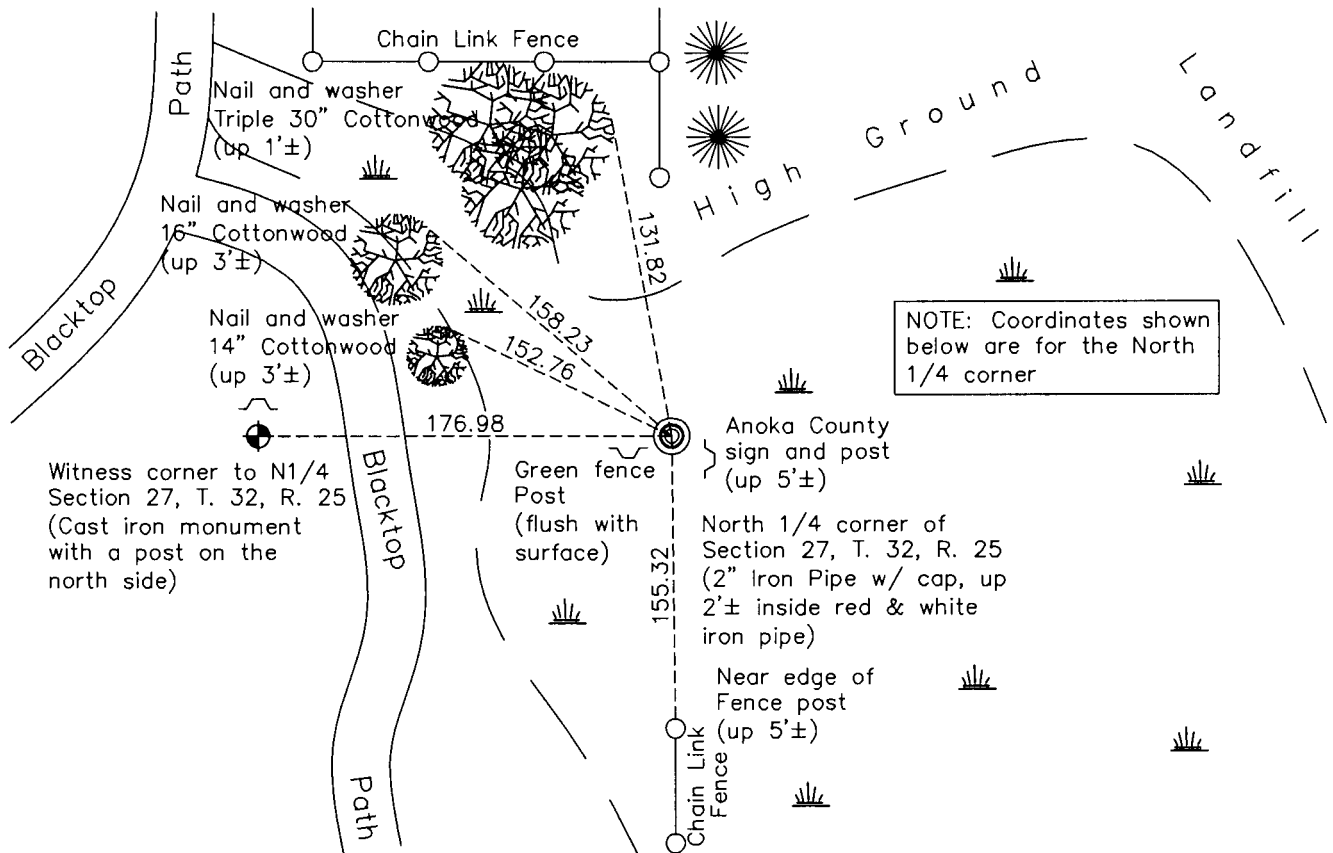 Chain Link Fence
Path
Nail and washer
Triple 30" Cottonwood
(up 1'±)
High Ground
Landfill
Nail and washer
16" Cottonwood
(up 3'±)
131.82
Blacktop
Nail and washer
14" Cottonwood
(up 3'±)
158.23
152.76
NOTE: Coordinates shown
below are for the North
1/4 corner
176.98
Witness corner to N1/4
Section 27, T. 32, R. 25
(Cast iron monument
with a post on the
north side)
Blacktop
Green fence
Post
(flush with
surface)
Anoka County
sign and post
(up 5'±)
155.32
North 1/4 corner of
Section 27, T. 32, R. 25
(2" Iron Pipe w/ cap, up
2'± inside red & white
iron pipe)
Near edge of
Fence post
(up 5'±)
Path
Chain Link
Fence